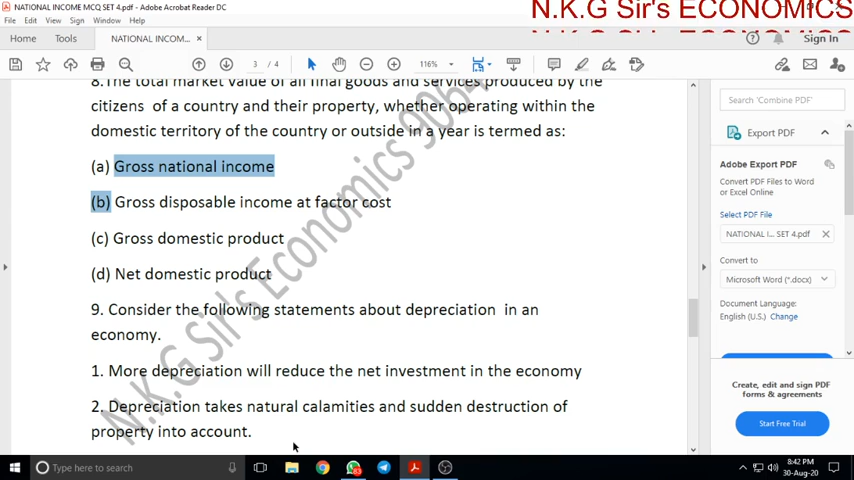 NATIONAL INCOME MCQ SET 4.pdf - Adobe Acrobat Reader DC
N.K.G Sir's ECONOMICS
File Edit View Sign Window Help
Home Tools NATIONAL INCOM... × Sign In
3 / 4 116%
8.The total market value of all final goods and services produced by the
citizens of a country and their property, whether operating within the
domestic territory of the country or outside in a year is termed as:
(a) Gross national income
(b) Gross disposable income at factor cost
(c) Gross domestic product
(d) Net domestic product
9. Consider the following statements about depreciation in an
economy.
1. More depreciation will reduce the net investment in the economy
2. Depreciation takes natural calamities and sudden destruction of
property into account.
N.K.G Sir's Economics 9064
Search 'Combine PDF'
Export PDF
Adobe Export PDF
Convert PDF Files to Word
or Excel Online
Select PDF File
NATIONAL I... SET 4.pdf
Convert to
Microsoft Word (*.docx)
Document Language:
English (U.S.) Change
Create, edit and sign PDF
forms & agreements
Start Free Trial
Type here to search
8:42 PM
30-Aug-20